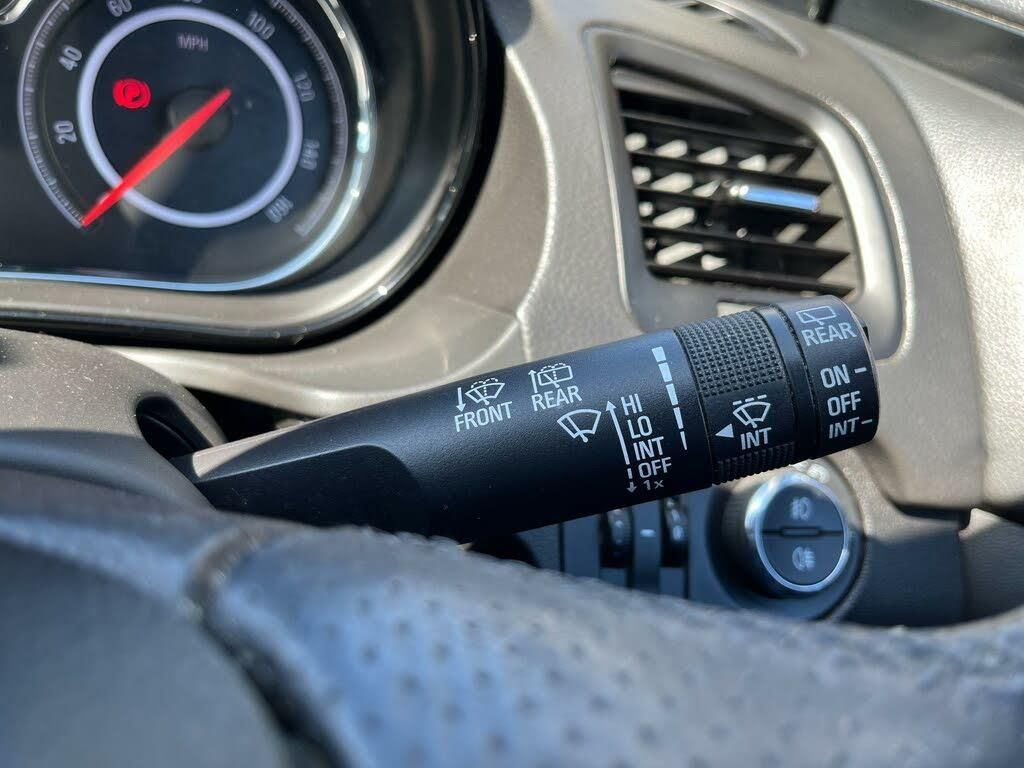 20
40
60
100
120
140
160
MPH
FRONT
REAR
HI
LO
INT
OFF
1x
INT
REAR
ON
OFF
INT